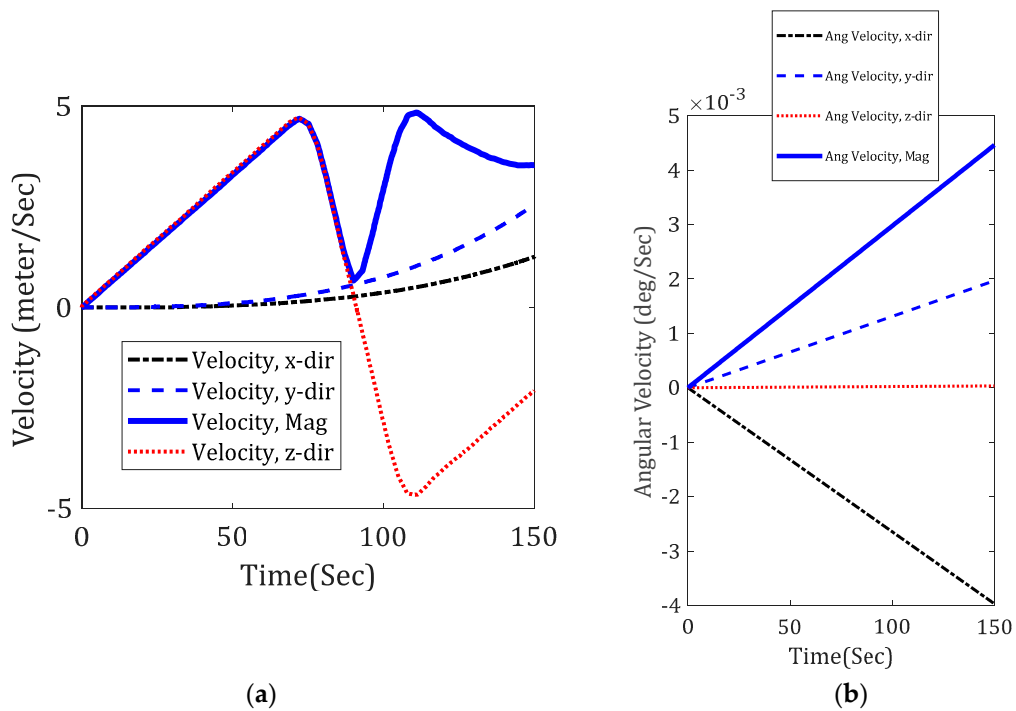 5
0
-5
Velocity (meter/Sec)
Velocity, x-dir
Velocity, y-dir
Velocity, Mag
Velocity, z-dir
0 50 100 150
Time(Sec)
(a)
Ang Velocity, x-dir
Ang Velocity, y-dir
Ang Velocity, z-dir
Ang Velocity, Mag
×10⁻³
5
4
3
2
1
0
-1
-2
-3
-4
Angular Velocity (deg/Sec)
0 50 100 150
Time(Sec)
(b)